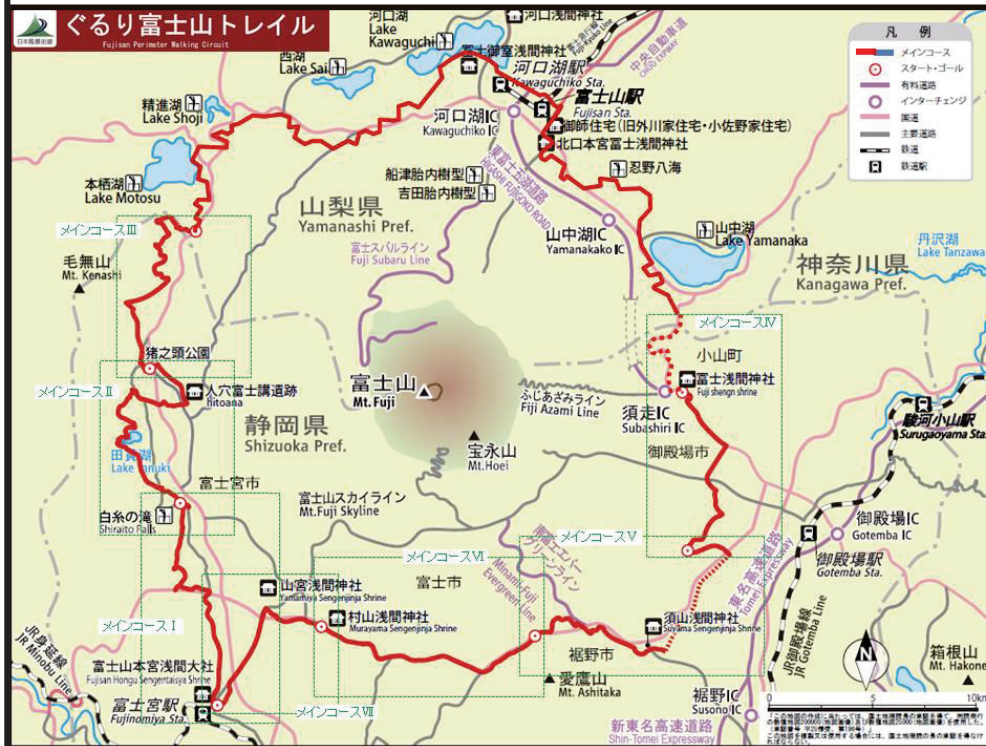 日本風景街道
ぐるり富士山トレイル
Fujisan Perimeter Walking Circuit
凡 例
メインコース
スタート・ゴール
有料道路
インターチェンジ
国道
主要道路
鉄道
鉄道駅
河口湖
Lake
Kawaguchi
河口浅間神社
富士急行線
Fuji-Kyuko Line
中央自動車道
CHUO EXPWAY
西湖
Lake Sai
冨士御室浅間神社
河口湖駅
Kawaguchiko Sta.
富士山駅
Fujisan Sta.
精進湖
Lake Shoji
河口湖IC
Kawaguchiko IC
御師住宅(旧外川家住宅・小佐野家住宅)
北口本宮冨士浅間神社
忍野八海
本栖湖
Lake Motosu
船津胎内樹型
吉田胎内樹型
東富士五湖道路
HIGASHI FUJIGOKO ROAD
山梨県
Yamanashi Pref.
メインコースⅢ
山中湖IC
Yamanakako IC
山中湖
Lake Yamanaka
丹沢湖
Lake Tanzawa
神奈川県
Kanagawa Pref.
毛無山
Mt. Kenashi
富士スバルライン
Fuji Subaru Line
メインコースⅣ
小山町
猪之頭公園
富士浅間神社
Fuji shengn shrine
メインコースⅡ
人穴富士講遺跡
hitoana
富士山
Mt.Fuji
ふじあざみライン
Fiji Azami Line
須走IC
Subashiri IC
駿河小山駅
Surugaoyama Sta.
静岡県
Shizuoka Pref.
宝永山
Mt.Hoei
御殿場市
田貫湖
Lake Tanuki
富士宮市
富士山スカイライン
Mt.Fuji Skyline
白糸の滝
Shiraito Falls
御殿場IC
Gotemba IC
御殿場駅
Gotemba Sta.
メインコースⅤ
メインコースⅥ
富士市
南富士エバーグリーンライン
Minami Fuji
Evergreen Line
東名高速道路
Tomei Expressway
山宮浅間神社
Yamamiya Sengenjinja Shrine
村山浅間神社
Murayama Sengenjinja Shrine
須山浅間神社
Suyama Sengenjinja Shrine
メインコースⅠ
JR御殿場線
JR Gotemba Line
JR身延線
JR Minobu Line
富士山本宮浅間大社
Fujisan Hongu Sengentaisya Shrine
富士宮駅
Fujinomiya Sta.
メインコースⅦ
裾野市
愛鷹山
Mt. Ashitaka
裾野IC
Susono IC
新東名高速道路
Shin-Tomei Expressway
N
箱根山
Mt. Hakone
0 5 10km